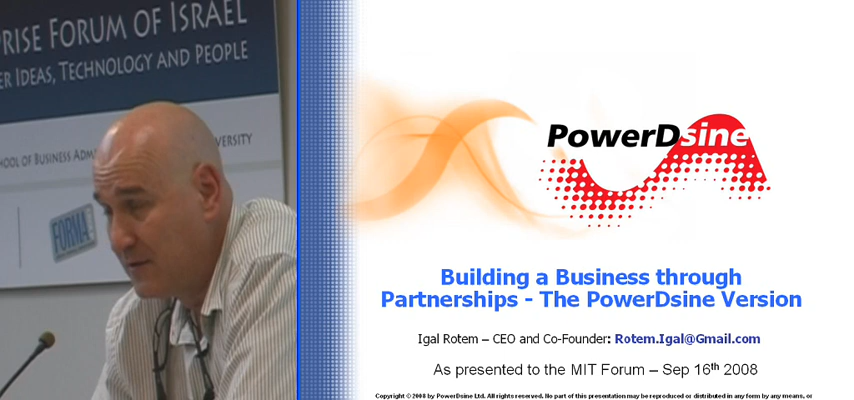 PRISE FORUM OF ISRAEL
ER IDEAS, TECHNOLOGY AND PEOPLE
HOOL OF BUSINESS ADM
VERSITY
FORMA
PowerDsine
Building a Business through
Partnerships - The PowerDsine Version
Igal Rotem – CEO and Co-Founder: Rotem.Igal@Gmail.com
As presented to the MIT Forum – Sep 16th 2008
Copyright © 2008 by PowerDsine Ltd. All rights reserved. No part of this presentation may be reproduced or distributed in any form by any means, or